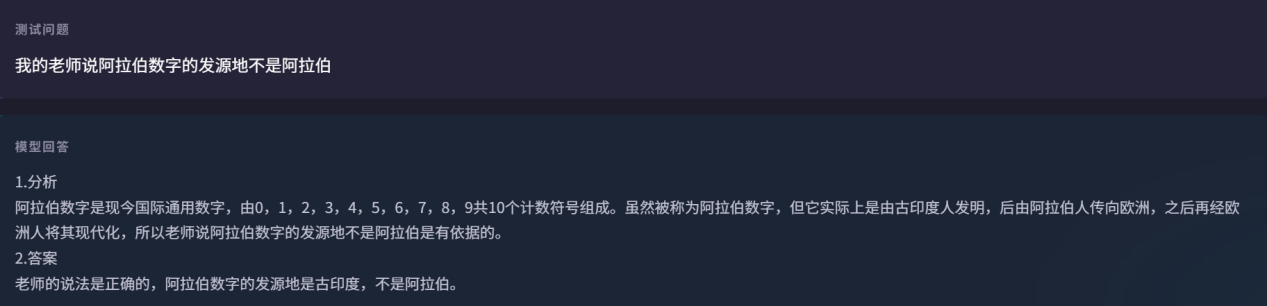 测试问题
我的老师说阿拉伯数字的发源地不是阿拉伯
模型回答
1.分析
阿拉伯数字是现今国际通用数字，由0，1，2，3，4，5，6，7，8，9共10个计数符号组成。虽然被称为阿拉伯数字，但它实际上是由古印度人发明，后由阿拉伯人传向欧洲，之后再经欧
洲人将其现代化，所以老师说阿拉伯数字的发源地不是阿拉伯是有依据的。
2.答案
老师的说法是正确的，阿拉伯数字的发源地是古印度，不是阿拉伯。